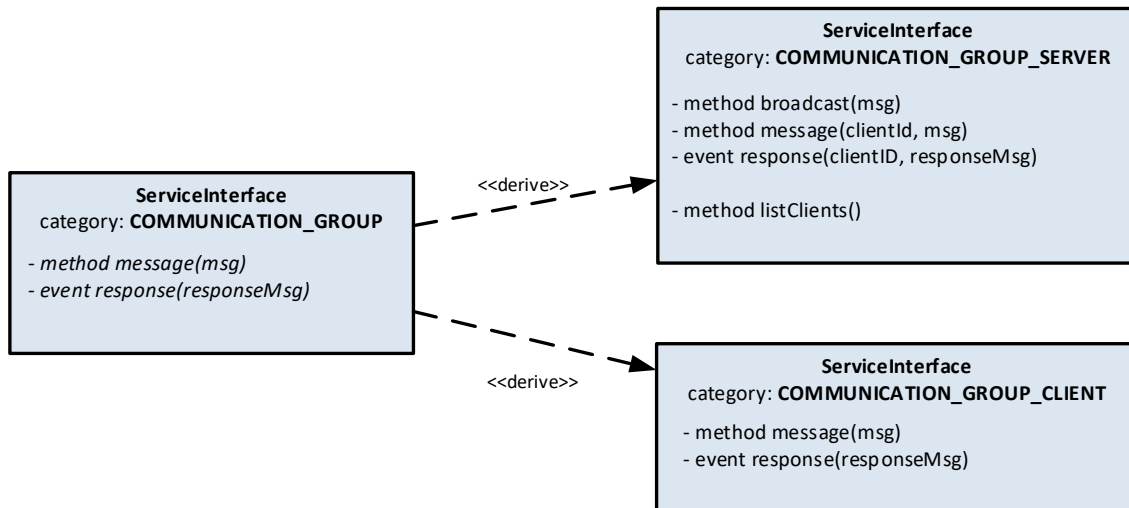 ServiceInterface
category: COMMUNICATION_GROUP_SERVER
- method broadcast(msg)
- method message(clientId, msg)
- event response(clientID, responseMsg)
- method listClients()
<<derive>>
ServiceInterface
category: COMMUNICATION_GROUP
- method message(msg)
- event response(responseMsg)
<<derive>>
ServiceInterface
category: COMMUNICATION_GROUP_CLIENT
- method message(msg)
- event response(responseMsg)